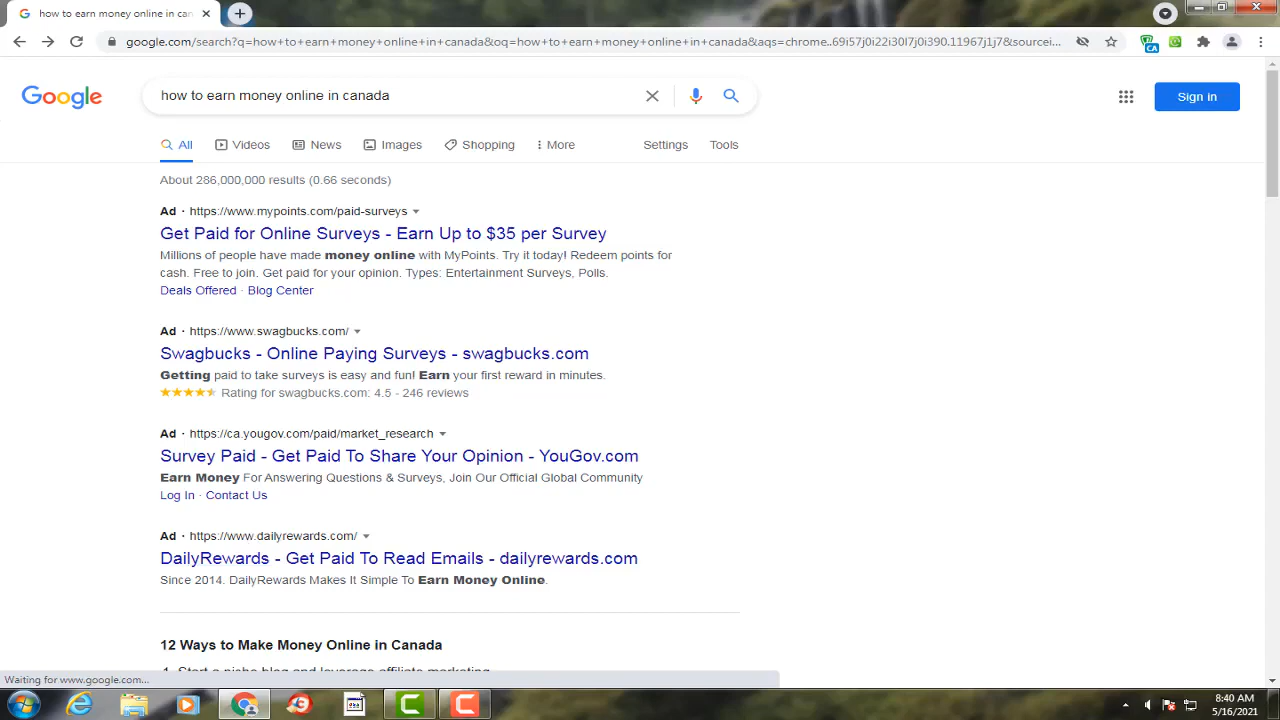 how to earn money online in can
google.com/search?q=how+to+earn+money+online+in+canada&oq=how+to+earn+money+online+in+canada&aqs=chrome..69i57j0i22i30l7j0i390.11967j1j7&sourcei...
CA
Google
how to earn money online in canada
Sign in
All Videos News Images Shopping More Settings Tools
About 286,000,000 results (0.66 seconds)
Ad · https://www.mypoints.com/paid-surveys
Get Paid for Online Surveys - Earn Up to $35 per Survey
Millions of people have made money online with MyPoints. Try it today! Redeem points for
cash. Free to join. Get paid for your opinion. Types: Entertainment Surveys, Polls.
Deals Offered · Blog Center
Ad · https://www.swagbucks.com/
Swagbucks - Online Paying Surveys - swagbucks.com
Getting paid to take surveys is easy and fun! Earn your first reward in minutes.
Rating for swagbucks.com: 4.5 - 246 reviews
Ad · https://ca.yougov.com/paid/market_research
Survey Paid - Get Paid To Share Your Opinion - YouGov.com
Earn Money For Answering Questions & Surveys, Join Our Official Global Community
Log In · Contact Us
Ad · https://www.dailyrewards.com/
DailyRewards - Get Paid To Read Emails - dailyrewards.com
Since 2014. DailyRewards Makes It Simple To Earn Money Online.
12 Ways to Make Money Online in Canada
1. Start a niche blog and leverage affiliate marketing
Waiting for www.google.com...
8:40 AM
5/16/2021